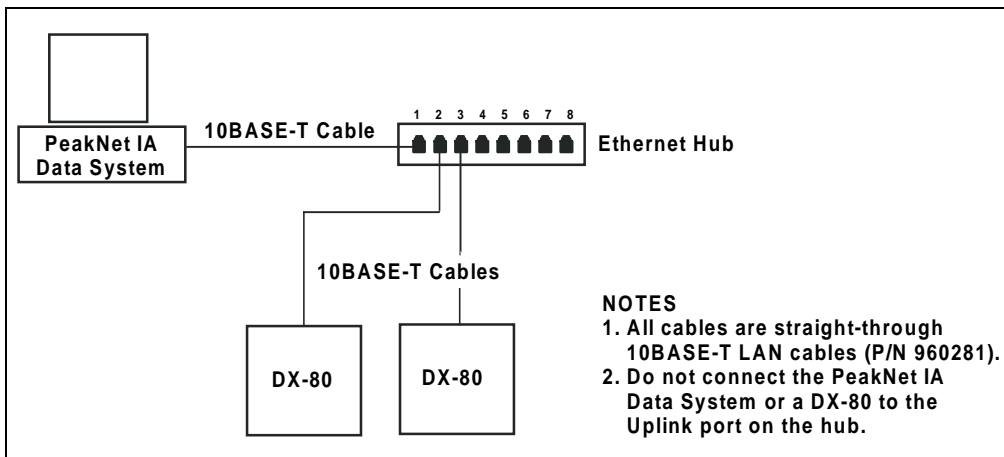 1 2 3 4 5 6 7 8
10BASE-T Cable
PeakNet IA
Data System
Ethernet Hub
10BASE-T Cables
DX-80
DX-80
NOTES
1. All cables are straight-through
10BASE-T LAN cables (P/N 960281).
2. Do not connect the PeakNet IA
Data System or a DX-80 to the
Uplink port on the hub.